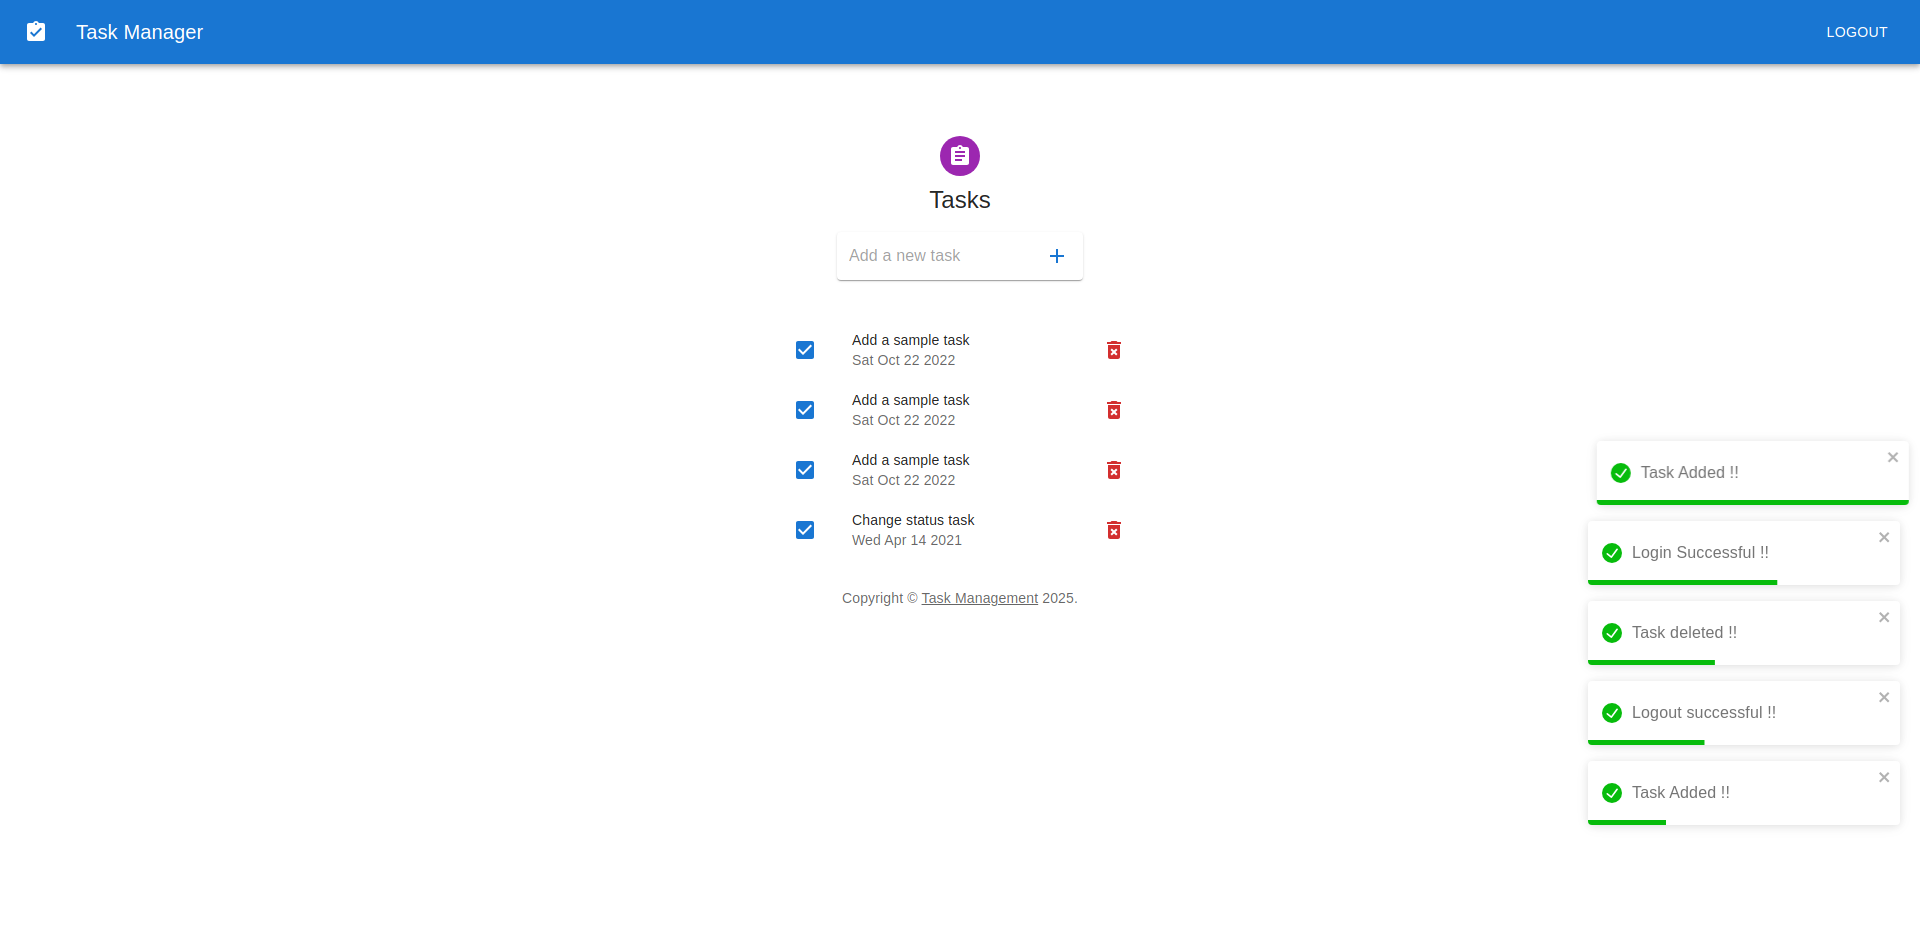 Task Manager
LOGOUT
Tasks
Add a new task
Add a sample task
Sat Oct 22 2022
Add a sample task
Sat Oct 22 2022
Add a sample task
Sat Oct 22 2022
Change status task
Wed Apr 14 2021
Copyright © Task Management 2025.
Task Added !!
Login Successful !!
Task deleted !!
Logout successful !!
Task Added !!